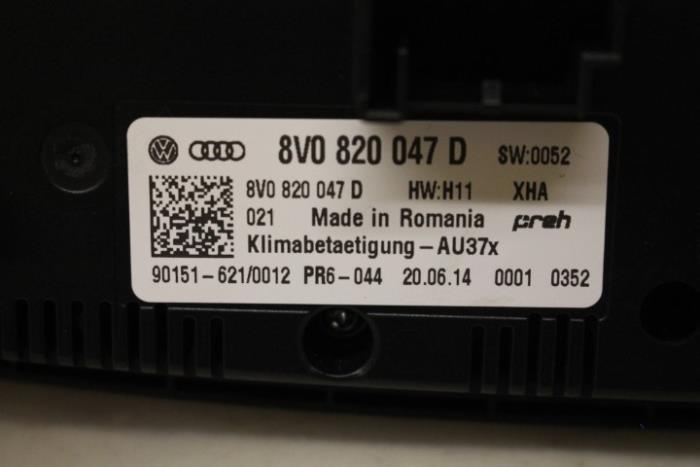 8V0 820 047 D SW:0052
8V0 820 047 D HW:H11 XHA
021 Made in Romania preh
Klimabetaetigung-AU37x
90151-621/0012 PR6-044 20.06.14 0001 0352